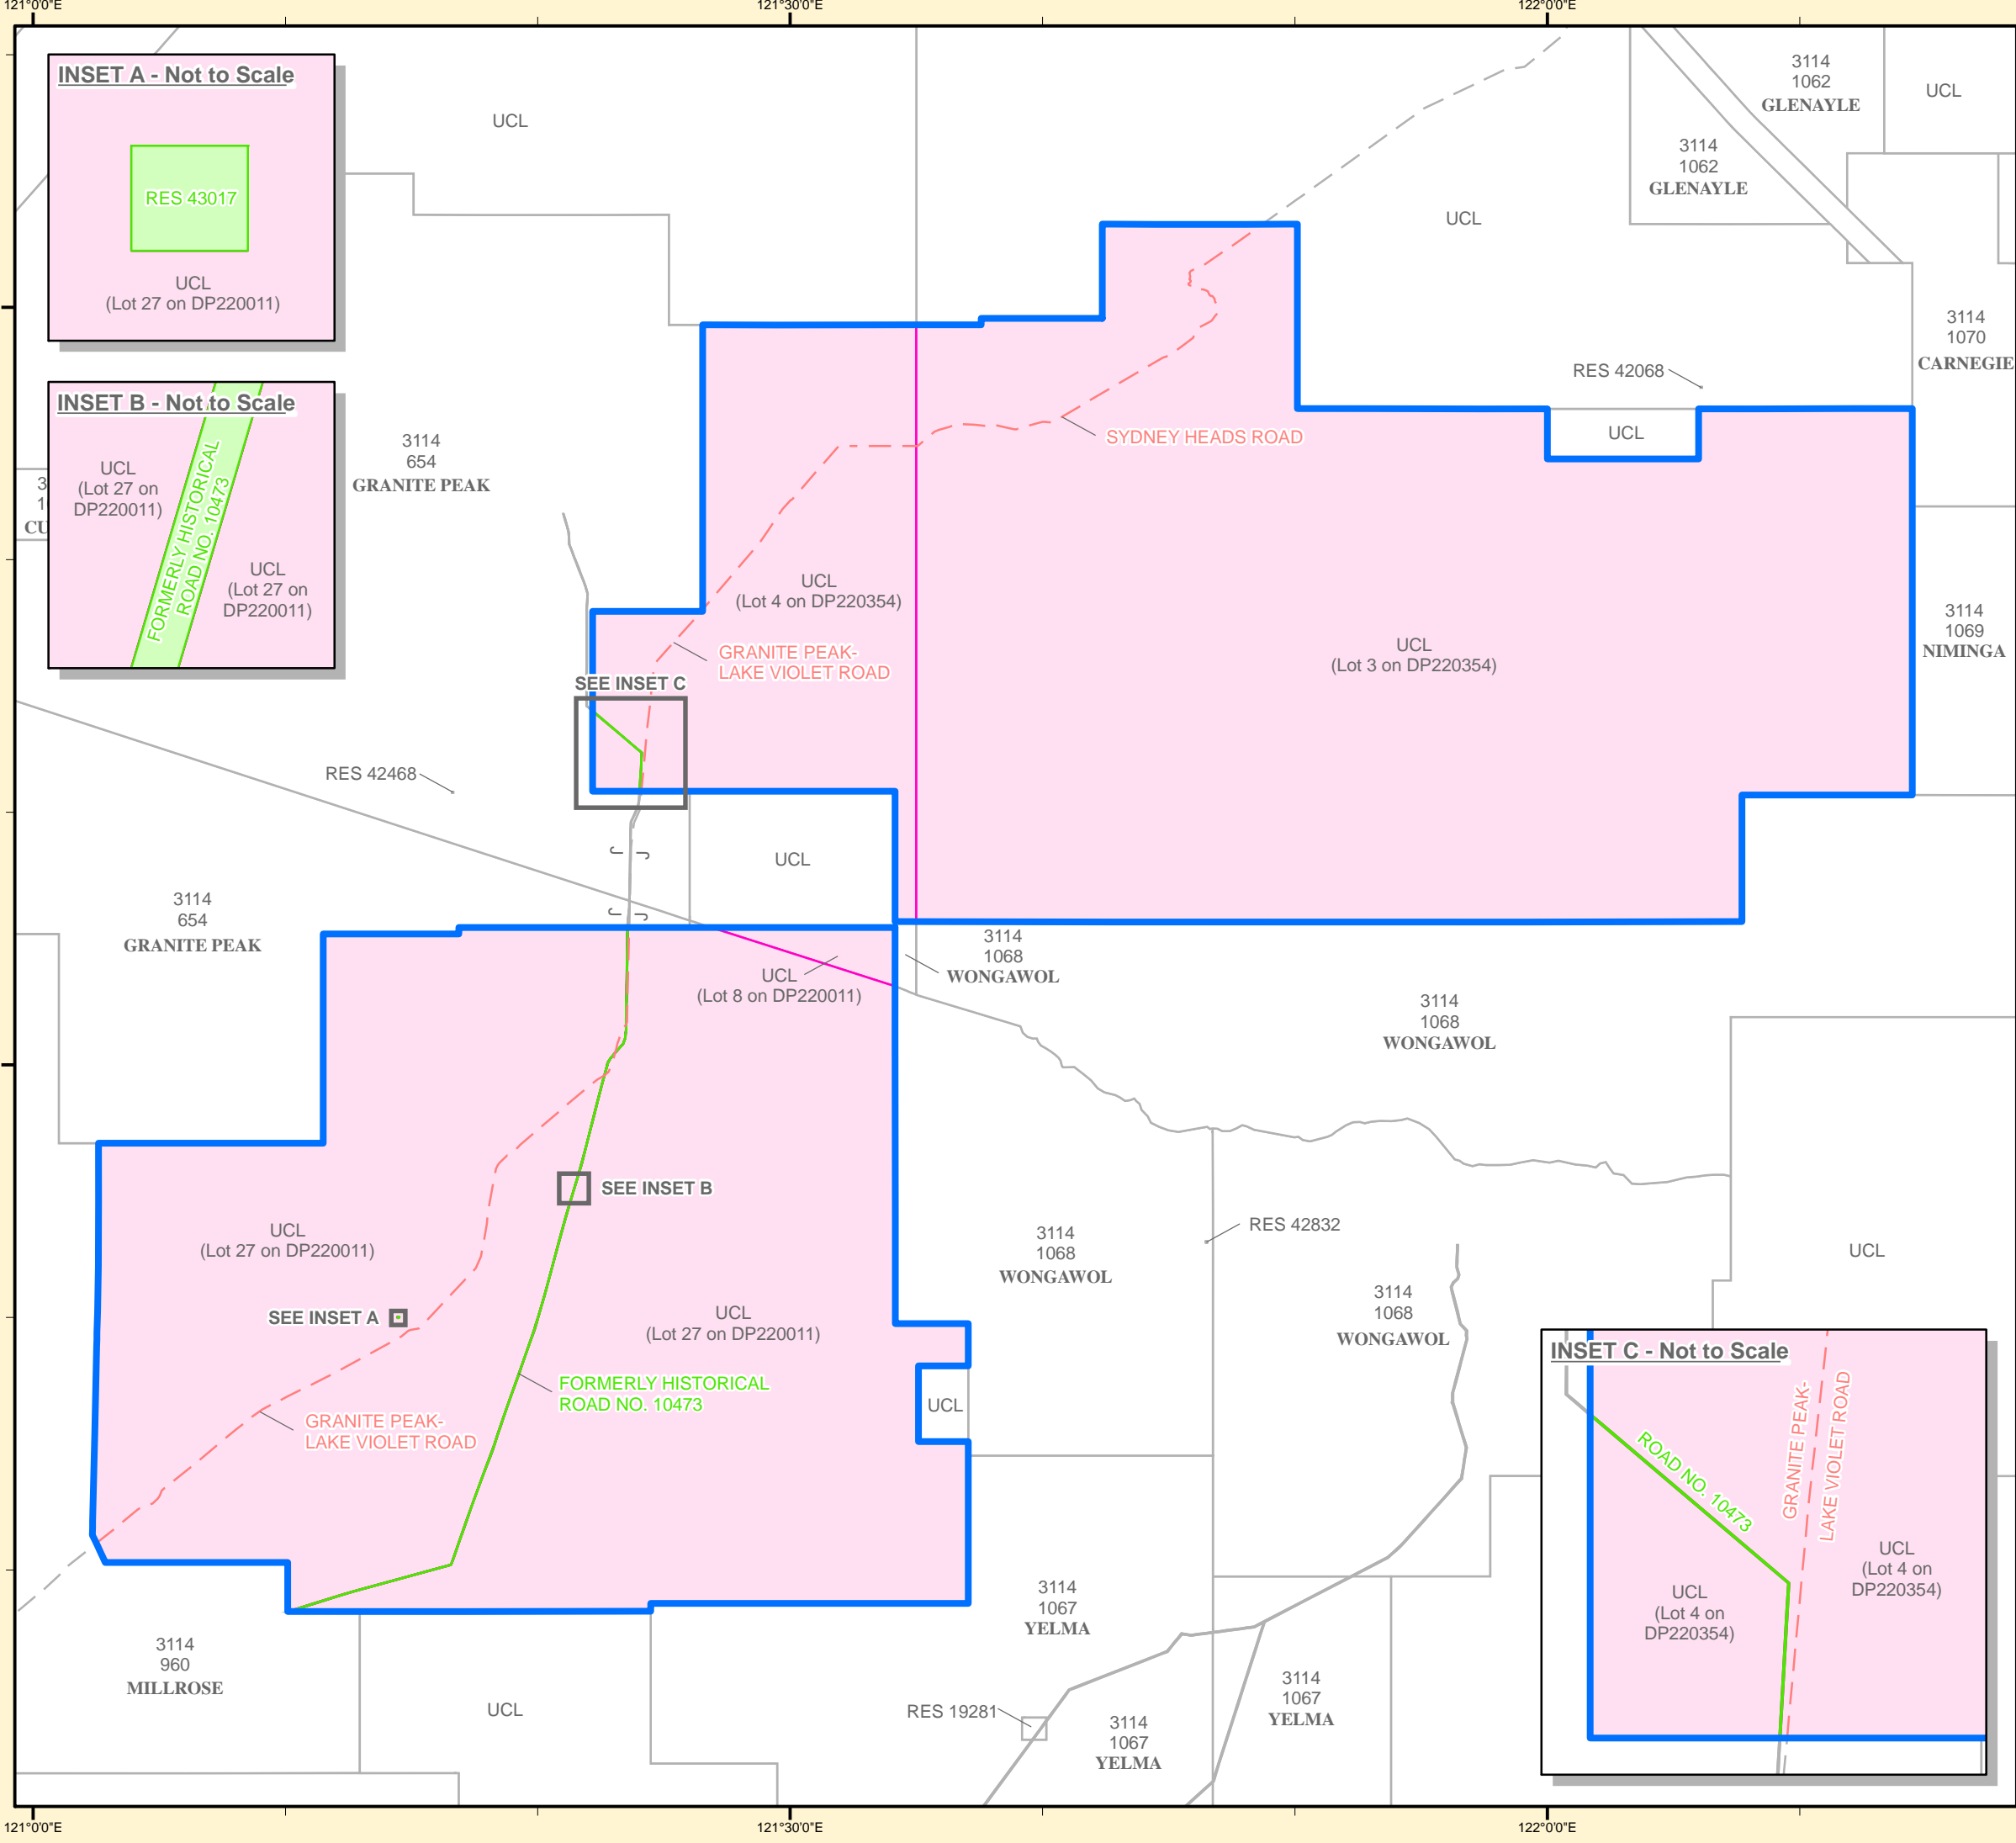 121°0'0"E
121°30'0"E
122°0'0"E
INSET A - Not to Scale
RES 43017
UCL
(Lot 27 on DP220011)
INSET B - Not to Scale
UCL
(Lot 27 on
DP220011)
FORMERLY HISTORICAL
ROAD NO. 10473
UCL
(Lot 27 on
DP220011)
UCL
3114
1062
GLENAYLE
UCL
3114
1062
GLENAYLE
UCL
3114
1070
CARNEGIE
RES 42068
UCL
SYDNEY HEADS ROAD
3114
654
GRANITE PEAK
3
1
CU
UCL
(Lot 4 on DP220354)
UCL
(Lot 3 on DP220354)
3114
1069
NIMINGA
GRANITE PEAK-
LAKE VIOLET ROAD
SEE INSET C
RES 42468
UCL
3114
654
GRANITE PEAK
UCL
(Lot 8 on DP220011)
3114
1068
WONGAWOL
3114
1068
WONGAWOL
SEE INSET B
UCL
(Lot 27 on DP220011)
SEE INSET A
UCL
(Lot 27 on DP220011)
3114
1068
WONGAWOL
RES 42832
3114
1068
WONGAWOL
UCL
FORMERLY HISTORICAL
ROAD NO. 10473
GRANITE PEAK-
LAKE VIOLET ROAD
UCL
INSET C - Not to Scale
ROAD NO. 10473
GRANITE PEAK-
LAKE VIOLET ROAD
UCL
(Lot 4 on
DP220354)
UCL
(Lot 4 on
DP220354)
3114
1067
YELMA
3114
960
MILLROSE
UCL
RES 19281
3114
1067
YELMA
3114
1067
YELMA
121°0'0"E
121°30'0"E
122°0'0"E